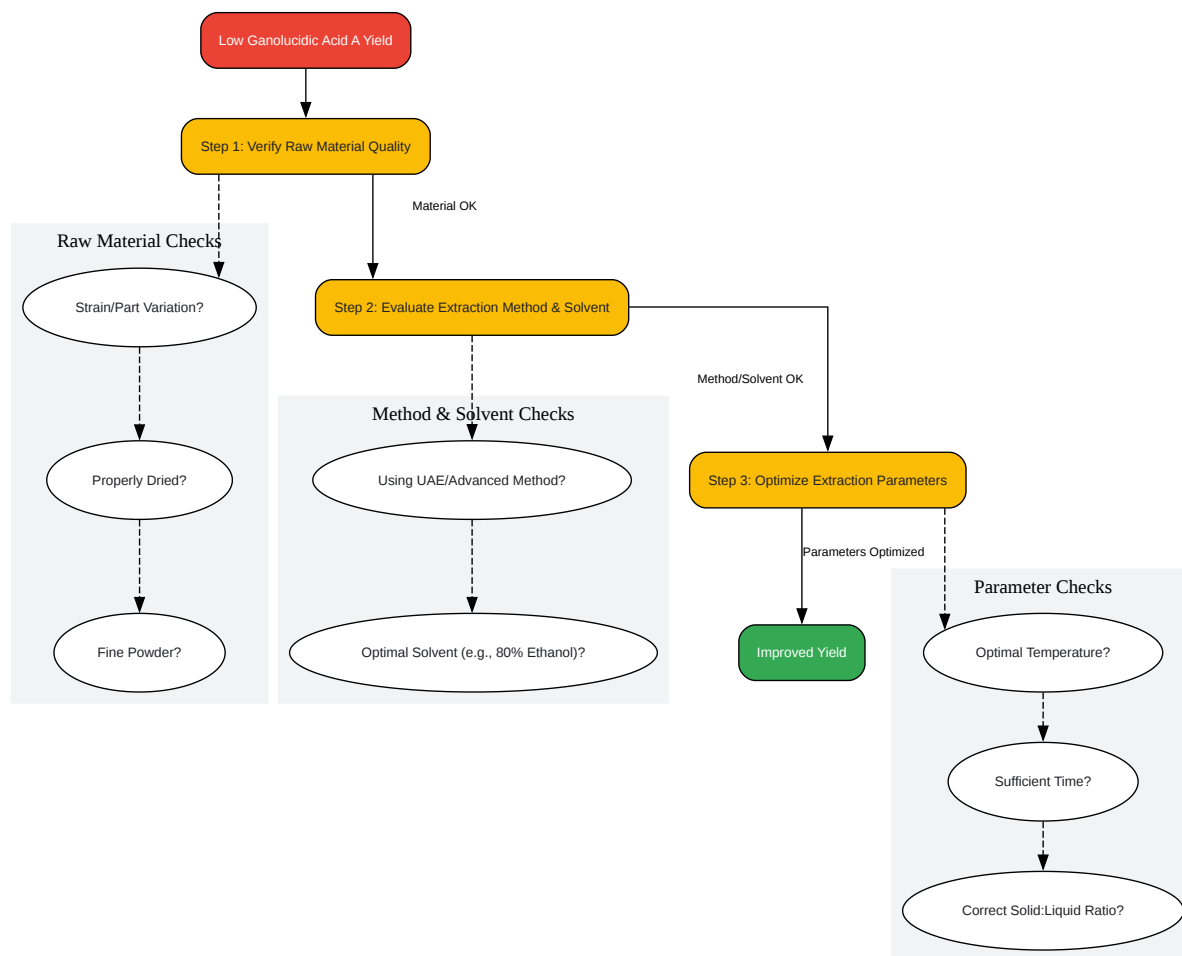 Low Ganolucidic Acid A Yield
Step 1: Verify Raw Material Quality
Material OK
Raw Material Checks
Strain/Part Variation?
Step 2: Evaluate Extraction Method & Solvent
Method/Solvent OK
Method & Solvent Checks
Properly Dried?
Using UAE/Advanced Method?
Step 3: Optimize Extraction Parameters
Parameters Optimized
Parameter Checks
Fine Powder?
Optimal Solvent (e.g., 80% Ethanol)?
Improved Yield
Optimal Temperature?
Sufficient Time?
Correct Solid:Liquid Ratio?